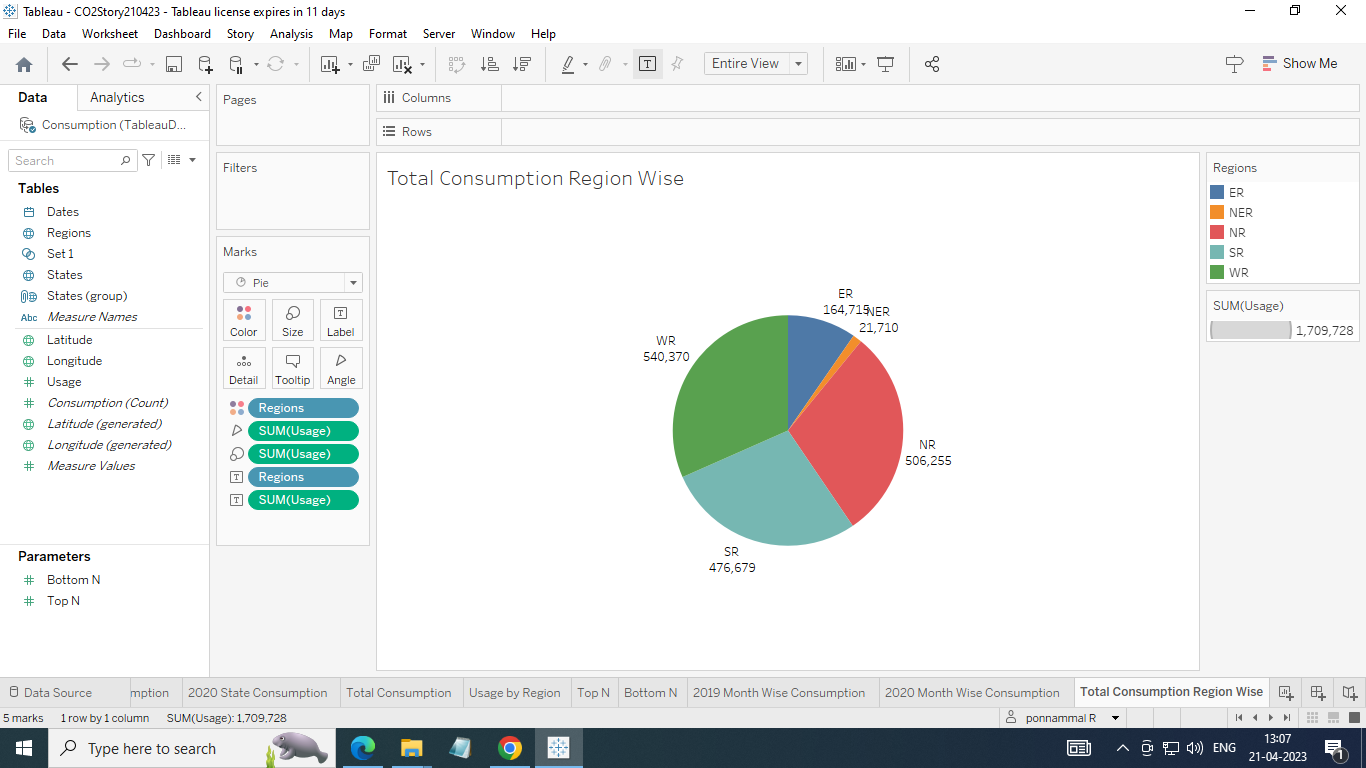 Tableau - CO2Story210423 - Tableau license expires in 11 days
File Data Worksheet Dashboard Story Analysis Map Format Server Window Help
Entire View
Show Me
Data Analytics
Consumption (TableauD...
Search
Tables
Dates
Regions
Set 1
States
States (group)
Abc Measure Names
Latitude
Longitude
Usage
Consumption (Count)
Latitude (generated)
Longitude (generated)
Measure Values
Parameters
Bottom N
Top N
Pages
Filters
Marks
Pie
Color Size Label
Detail Tooltip Angle
Regions
SUM(Usage)
SUM(Usage)
Regions
SUM(Usage)
Columns
Rows
Total Consumption Region Wise
ER
164,715
NER
21,710
WR
540,370
NR
506,255
SR
476,679
Regions
ER
NER
NR
SR
WR
SUM(Usage)
1,709,728
Data Source mption 2020 State Consumption Total Consumption Usage by Region Top N Bottom N 2019 Month Wise Consumption 2020 Month Wise Consumption Total Consumption Region Wise
5 marks 1 row by 1 column SUM(Usage): 1,709,728 ponnammal R
Type here to search
ENG
13:07
21-04-2023
1